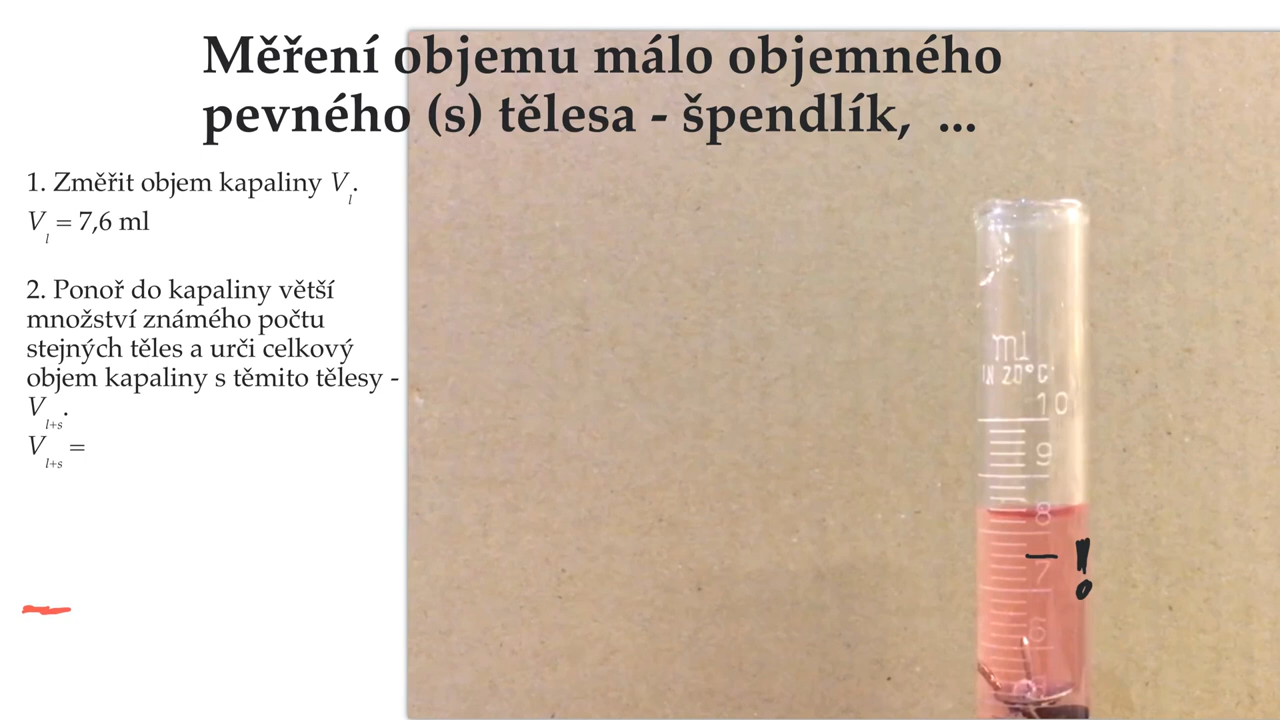 Měření objemu málo objemného
pevného (s) tělesa - špendlík, ...
1. Změřit objem kapaliny Vl.
Vl = 7,6 ml
2. Ponoř do kapaliny větší
množství známého počtu
stejných těles a urči celkový
objem kapaliny s těmito tělesy -
Vl+s.
Vl+s =
ml
IN 20°C
10
9
8
7
6
!